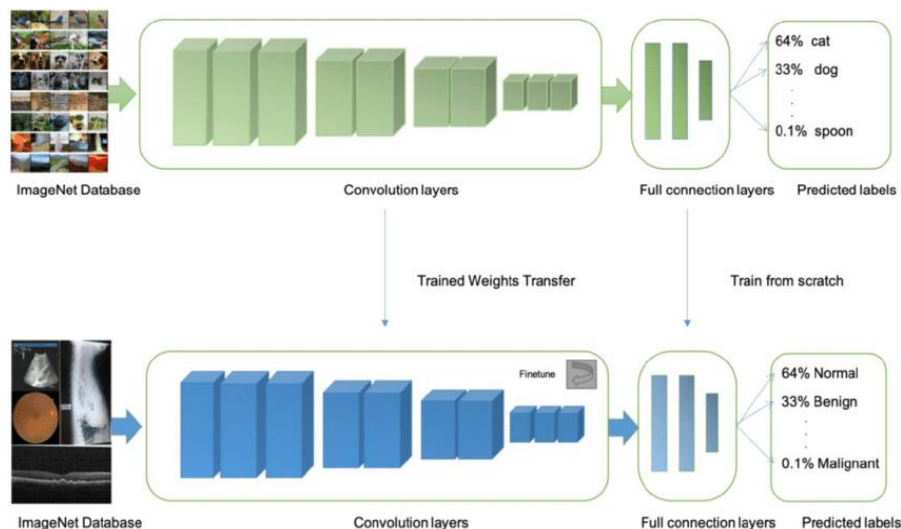 64% cat
33% dog
.
.
.
0.1% spoon
ImageNet Database
Convolution layers
Full connection layers
Predicted labels
Trained Weights Transfer
Train from scratch
Finetune
64% Normal
33% Benign
.
.
.
0.1% Malignant
ImageNet Database
Convolution layers
Full connection layers
Predicted labels